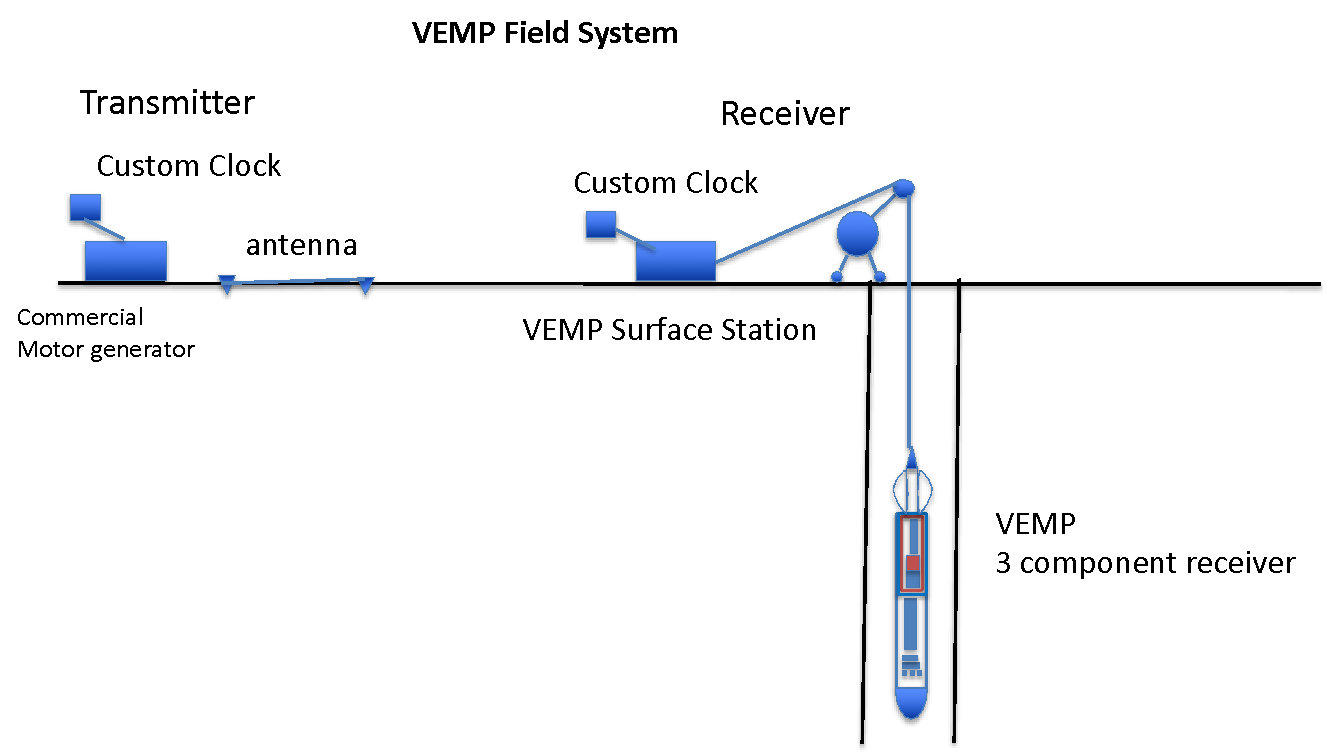 VEMP Field System
Transmitter
Receiver
Custom Clock
Custom Clock
antenna
Commercial
Motor generator
VEMP Surface Station
VEMP
3 component receiver